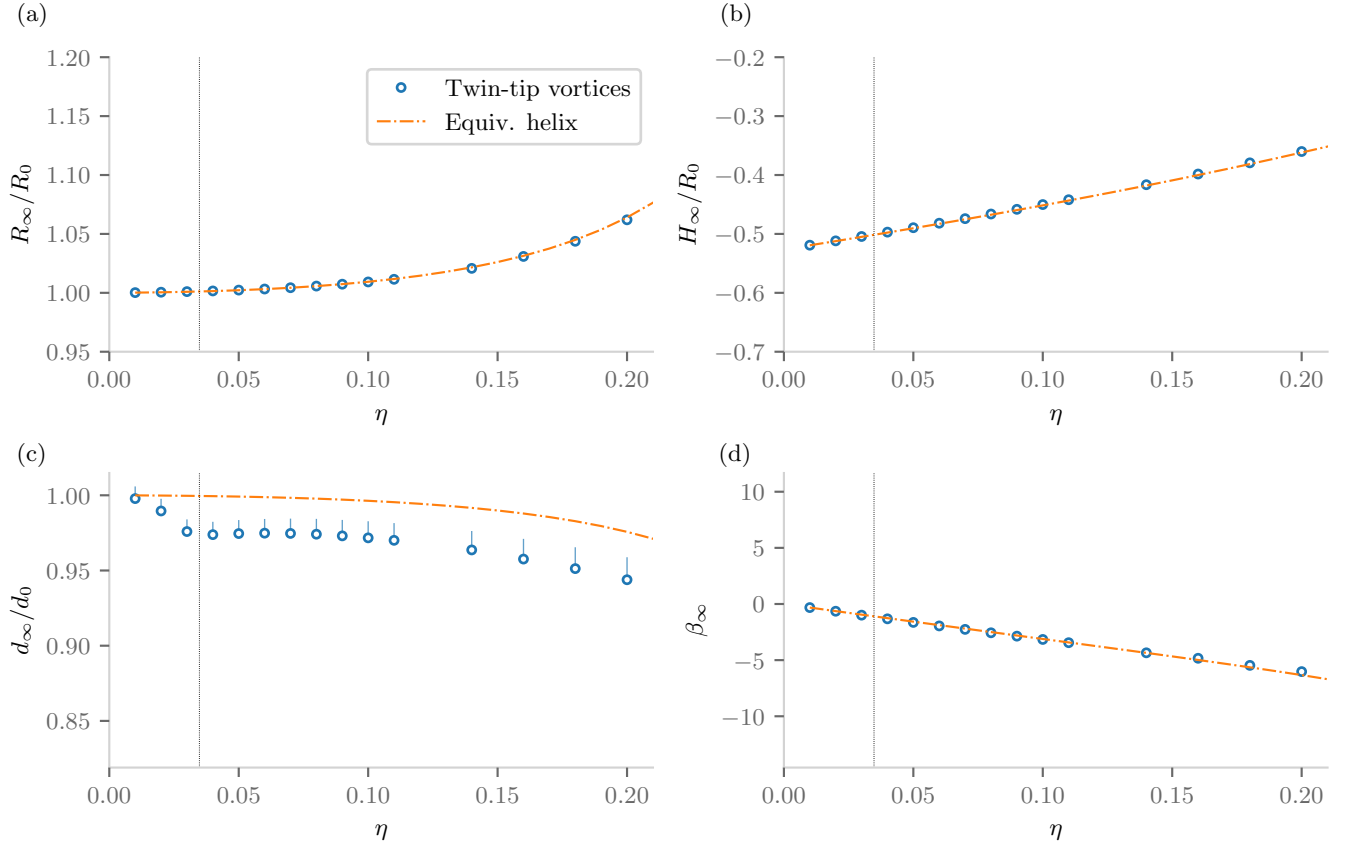 (a)
R∞/R0
1.20
1.15
1.10
1.05
1.00
0.95
0.00 0.05 0.10 0.15 0.20
η
Twin-tip vortices
Equiv. helix
(b)
H∞/R0
−0.2
−0.3
−0.4
−0.5
−0.6
−0.7
0.00 0.05 0.10 0.15 0.20
η
(c)
d∞/d0
1.00
0.95
0.90
0.85
0.00 0.05 0.10 0.15 0.20
η
(d)
β∞
10
5
0
−5
−10
0.00 0.05 0.10 0.15 0.20
η